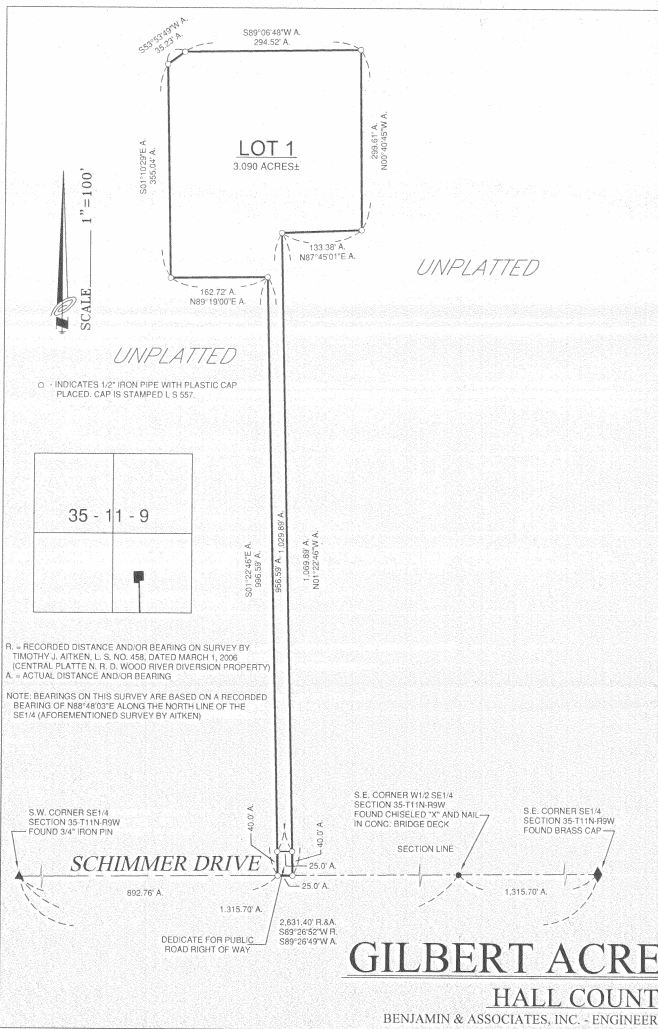 S53°53'49"W A.
35.23' A.
S89°06'48"W A.
294.52' A.
LOT 1
3.090 ACRES±
S01°10'29"E A.
355.04' A.
299.61' A.
N00°40'45"W A.
133.38' A.
N87°45'01"E A.
162.72' A.
N89°19'00"E A.
SCALE 1"=100'
UNPLATTED
UNPLATTED
○ - INDICATES 1/2" IRON PIPE WITH PLASTIC CAP
PLACED. CAP IS STAMPED L S 557.
35 - 11 - 9
S01°22'46"E A.
996.59' A.
956.59' A.
1,029.89' A.
1,069.89' A.
N01°22'46"W A.
R. = RECORDED DISTANCE AND/OR BEARING ON SURVEY BY
TIMOTHY J. AITKEN, L. S. NO. 458, DATED MARCH 1, 2006
(CENTRAL PLATTE N. R. D. WOOD RIVER DIVERSION PROPERTY)
A. = ACTUAL DISTANCE AND/OR BEARING
NOTE: BEARINGS ON THIS SURVEY ARE BASED ON A RECORDED
BEARING OF N88°48'03"E ALONG THE NORTH LINE OF THE
SE1/4 (AFOREMENTIONED SURVEY BY AITKEN)
S.W. CORNER SE1/4
SECTION 35-T11N-R9W
FOUND 3/4" IRON PIN
S.E. CORNER W1/2 SE1/4
SECTION 35-T11N-R9W
FOUND CHISELED "X" AND NAIL
IN CONC. BRIDGE DECK
S.E. CORNER SE1/4
SECTION 35-T11N-R9W
FOUND BRASS CAP
SECTION LINE
40.0' A.
40.0' A.
SCHIMMER DRIVE
25.0' A.
25.0' A.
892.76' A.
1,315.70' A.
1,315.70' A.
2,631.40' R.&A.
S89°26'52"W R.
S89°26'49"W A.
DEDICATE FOR PUBLIC
ROAD RIGHT OF WAY
GILBERT ACRE
HALL COUNT
BENJAMIN & ASSOCIATES, INC. - ENGINEER